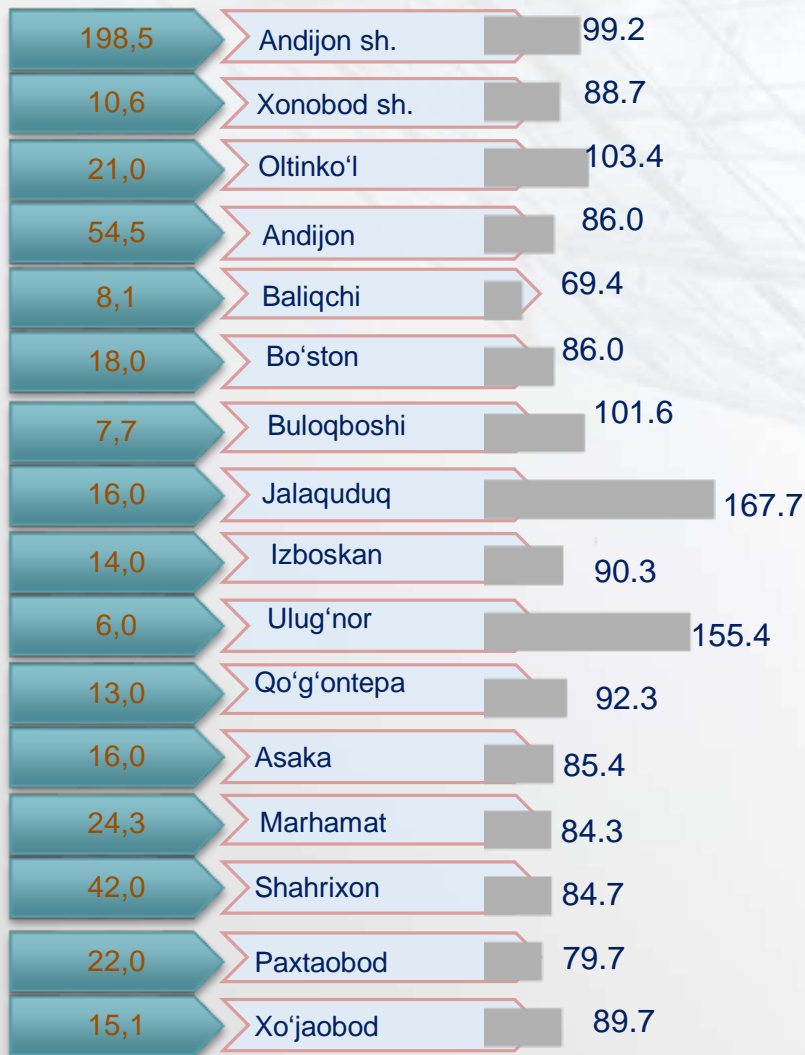 198,5 Andijon sh. 99.2
10,6 Xonobod sh. 88.7
21,0 Oltinko‘l 103.4
54,5 Andijon 86.0
8,1 Baliqchi 69.4
18,0 Bo‘ston 86.0
7,7 Buloqboshi 101.6
16,0 Jalaquduq 167.7
14,0 Izboskan 90.3
6,0 Ulug‘nor 155.4
13,0 Qo‘g‘ontepa 92.3
16,0 Asaka 85.4
24,3 Marhamat 84.3
42,0 Shahrixon 84.7
22,0 Paxtaobod 79.7
15,1 Xo‘jaobod 89.7